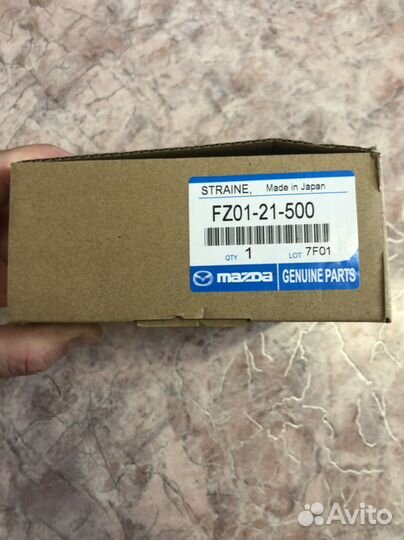 STRAINE, Made in Japan
FZ01-21-500
QTY 1 LOT 7F01
mazda GENUINE PARTS
Avito